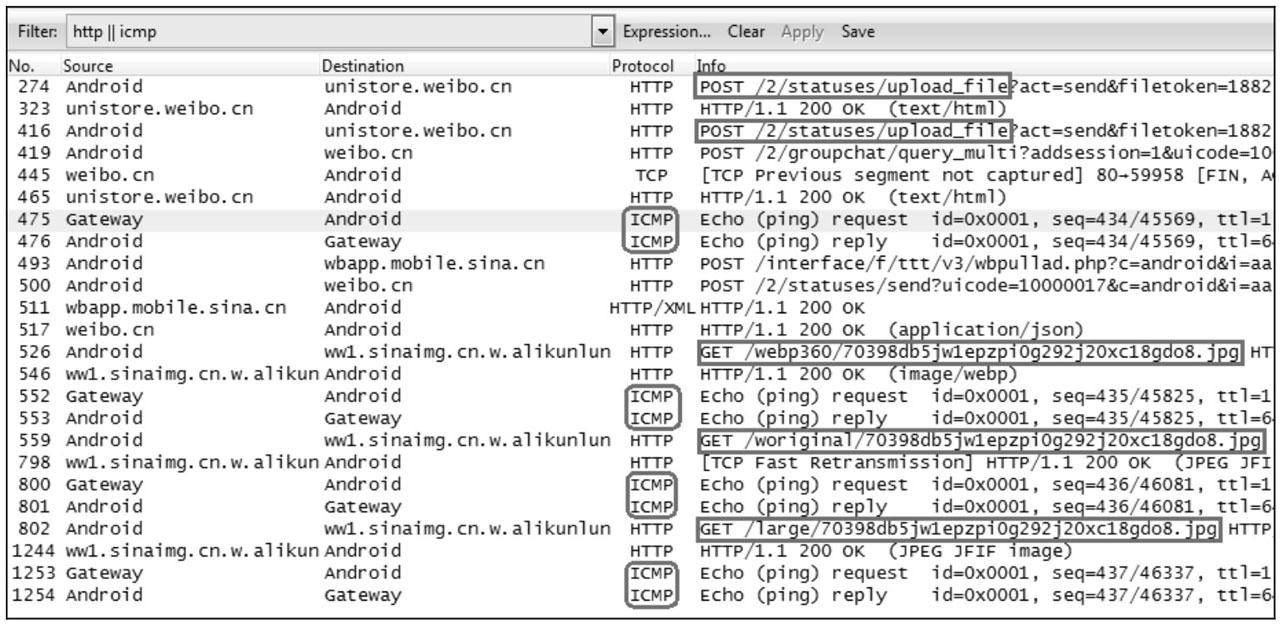 Filter: http || icmp Expression... Clear Apply Save
No. Source Destination Protocol Info
274 Android unistore.weibo.cn HTTP POST /2/statuses/upload_file?act=send&filetoken=1882
323 unistore.weibo.cn Android HTTP HTTP/1.1 200 OK (text/html)
416 Android unistore.weibo.cn HTTP POST /2/statuses/upload_file?act=send&filetoken=1882
419 Android weibo.cn HTTP POST /2/groupchat/query_multi?addsession=1&uicode=10
445 weibo.cn Android TCP [TCP Previous segment not captured] 80→59958 [FIN, A
465 unistore.weibo.cn Android HTTP HTTP/1.1 200 OK (text/html)
475 Gateway Android ICMP Echo (ping) request id=0x0001, seq=434/45569, ttl=1
476 Android Gateway ICMP Echo (ping) reply id=0x0001, seq=434/45569, ttl=6
493 Android wbapp.mobile.sina.cn HTTP POST /interface/f/ttt/v3/wbpullad.php?c=android&i=aa
500 Android weibo.cn HTTP POST /2/statuses/send?uicode=10000017&c=android&i=aa
511 wbapp.mobile.sina.cn Android HTTP/XML HTTP/1.1 200 OK
517 weibo.cn Android HTTP HTTP/1.1 200 OK (application/json)
526 Android ww1.sinaimg.cn.w.alikunlun HTTP GET /webp360/70398db5jw1epzpi0g292j20xc18gdo8.jpg HT
546 ww1.sinaimg.cn.w.alikun Android HTTP HTTP/1.1 200 OK (image/webp)
552 Gateway Android ICMP Echo (ping) request id=0x0001, seq=435/45825, ttl=1
553 Android Gateway ICMP Echo (ping) reply id=0x0001, seq=435/45825, ttl=6
559 Android ww1.sinaimg.cn.w.alikunlun HTTP GET /woriginal/70398db5jw1epzpi0g292j20xc18gdo8.jpg
798 ww1.sinaimg.cn.w.alikun Android HTTP [TCP Fast Retransmission] HTTP/1.1 200 OK (JPEG JFI
800 Gateway Android ICMP Echo (ping) request id=0x0001, seq=436/46081, ttl=1
801 Android Gateway ICMP Echo (ping) reply id=0x0001, seq=436/46081, ttl=6
802 Android ww1.sinaimg.cn.w.alikunlun HTTP GET /large/70398db5jw1epzpi0g292j20xc18gdo8.jpg HTTP
1244 ww1.sinaimg.cn.w.alikun Android HTTP HTTP/1.1 200 OK (JPEG JFIF image)
1253 Gateway Android ICMP Echo (ping) request id=0x0001, seq=437/46337, ttl=1
1254 Android Gateway ICMP Echo (ping) reply id=0x0001, seq=437/46337, ttl=6